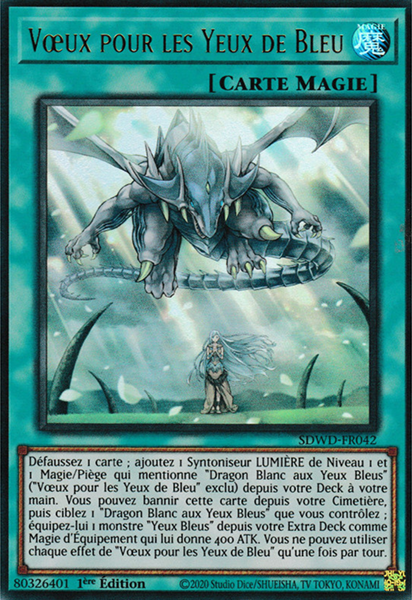 Vœux pour les Yeux de Bleu
MAGIE
魔
[Carte Magie]
SDWD-FR042
Défaussez 1 carte ; ajoutez 1 Syntoniseur LUMIÈRE de Niveau 1 et
1 Magie/Piège qui mentionne "Dragon Blanc aux Yeux Bleus"
("Vœux pour les Yeux de Bleu" exclu) depuis votre Deck à votre
main. Vous pouvez bannir cette carte depuis votre Cimetière,
puis ciblez 1 "Dragon Blanc aux Yeux Bleus" que vous contrôlez ;
équipez-lui 1 monstre "Yeux Bleus" depuis votre Extra Deck comme
Magie d'Équipement qui lui donne 400 ATK. Vous ne pouvez utiliser
chaque effet de "Vœux pour les Yeux de Bleu" qu'une fois par tour.
80326401 1ère Édition ©2020 Studio Dice/SHUEISHA, TV TOKYO, KONAMI